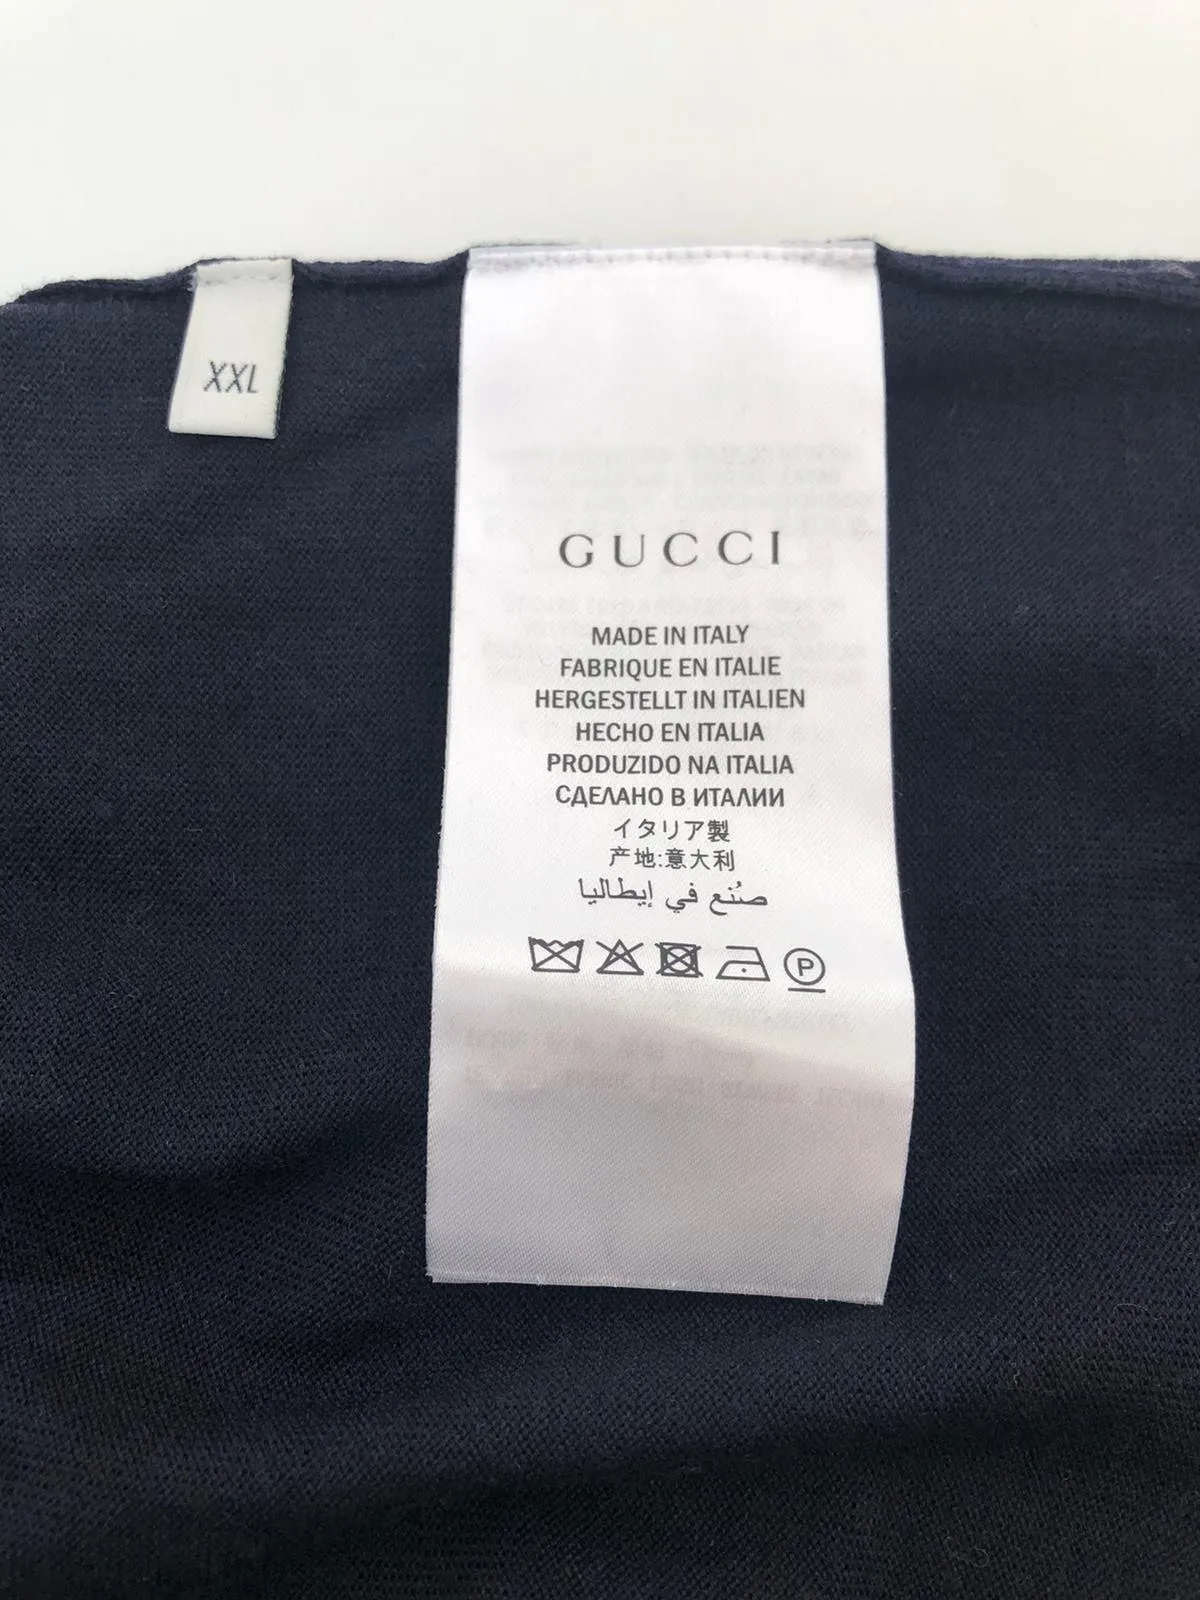 XXL
GUCCI
MADE IN ITALY
FABRIQUE EN ITALIE
HERGESTELLT IN ITALIEN
HECHO EN ITALIA
PRODUZIDO NA ITALIA
СДЕЛАНО В ИТАЛИИ
イタリア製
产地:意大利
صُنع في إيطاليا
P